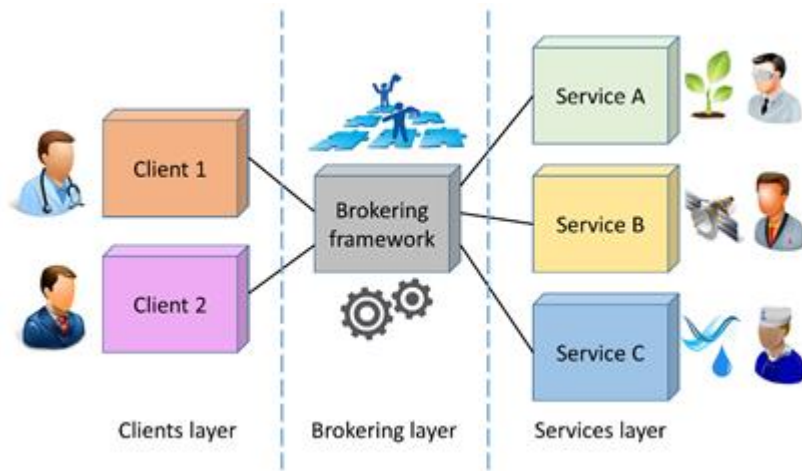 Client 1
Client 2
Brokering
framework
Service A
Service B
Service C
Clients layer
Brokering layer
Services layer